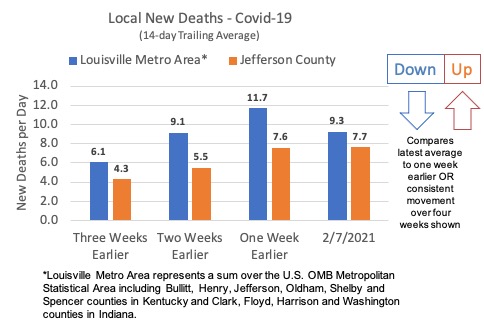 Local New Deaths - Covid-19
(14-day Trailing Average)
Louisville Metro Area* Jefferson County
Down Up
14.0
12.0
10.0
8.0
6.0
4.0
2.0
0.0
New Deaths per Day
6.1
4.3
9.1
5.5
11.7
7.6
9.3
7.7
Three Weeks
Earlier
Two Weeks
Earlier
One Week
Earlier
2/7/2021
Compares
latest average
to one week
earlier OR
consistent
movement
over four
weeks shown
*Louisville Metro Area represents a sum over the U.S. OMB Metropolitan
Statistical Area including Bullitt, Henry, Jefferson, Oldham, Shelby and
Spencer counties in Kentucky and Clark, Floyd, Harrison and Washington
counties in Indiana.